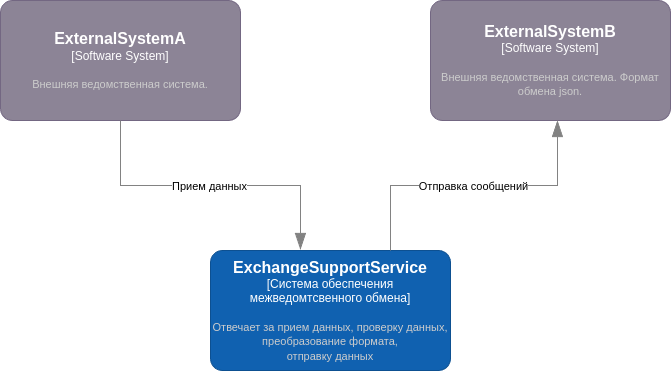 ExternalSystemA
[Software System]
Внешняя ведомственная система.
ExternalSystemB
[Software System]
Внешняя ведомственная система. Формат
обмена json.
Прием данных
Отправка сообщений
ExchangeSupportService
[Система обеспечения
межведомтсвенного обмена]
Отвечает за прием данных, проверку данных,
преобразование формата,
отправку данных